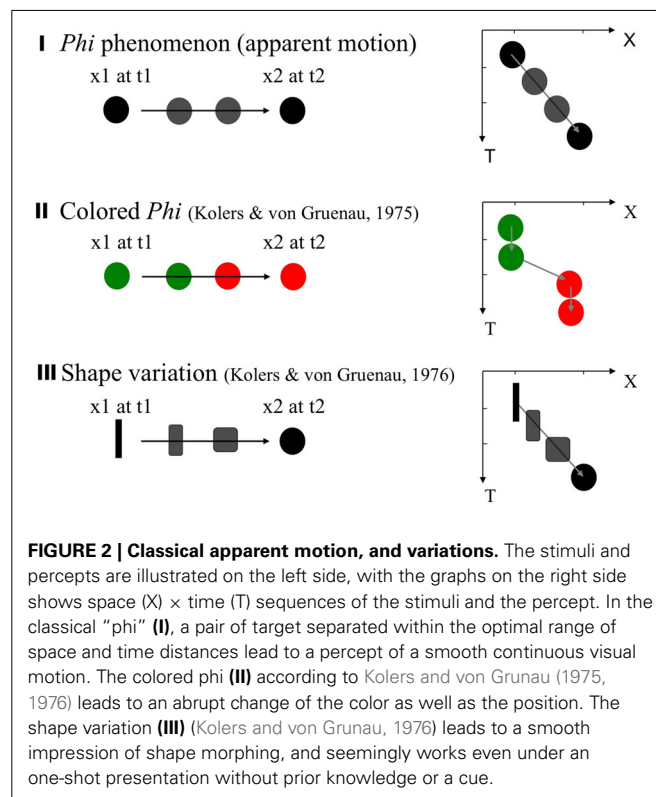 I Phi phenomenon (apparent motion)
x1 at t1 x2 at t2
X
T
II Colored Phi (Kolers & von Gruenau, 1975)
x1 at t1 x2 at t2
X
T
III Shape variation (Kolers & von Gruenau, 1976)
x1 at t1 x2 at t2
X
T
FIGURE 2 | Classical apparent motion, and variations. The stimuli and
percepts are illustrated on the left side, with the graphs on the right side
shows space (X) × time (T) sequences of the stimuli and the percept. In the
classical “phi” (I), a pair of target separated within the optimal range of
space and time distances lead to a percept of a smooth continuous visual
motion. The colored phi (II) according to Kolers and von Grunau (1975,
1976) leads to an abrupt change of the color as well as the position. The
shape variation (III) (Kolers and von Grunau, 1976) leads to a smooth
impression of shape morphing, and seemingly works even under an
one-shot presentation without prior knowledge or a cue.